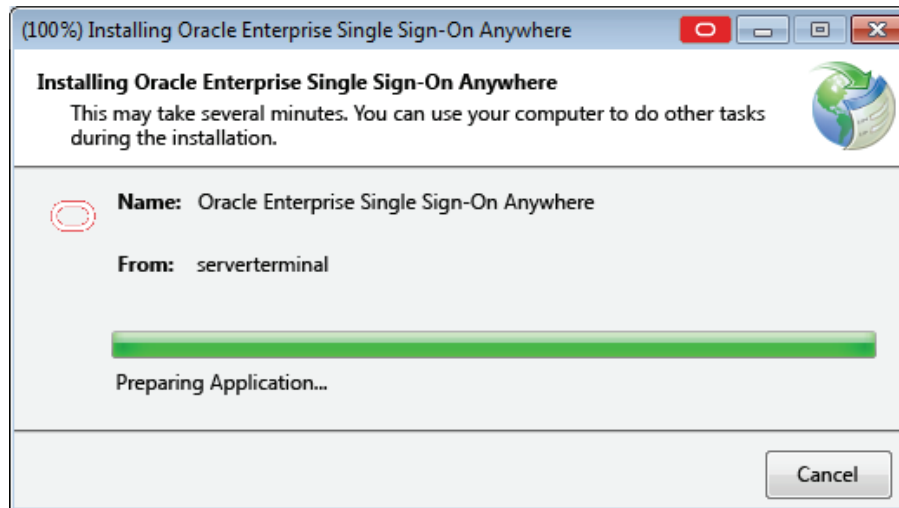 (100%) Installing Oracle Enterprise Single Sign-On Anywhere
Installing Oracle Enterprise Single Sign-On Anywhere
This may take several minutes. You can use your computer to do other tasks
during the installation.
Name: Oracle Enterprise Single Sign-On Anywhere
From: serverterminal
Preparing Application...
Cancel